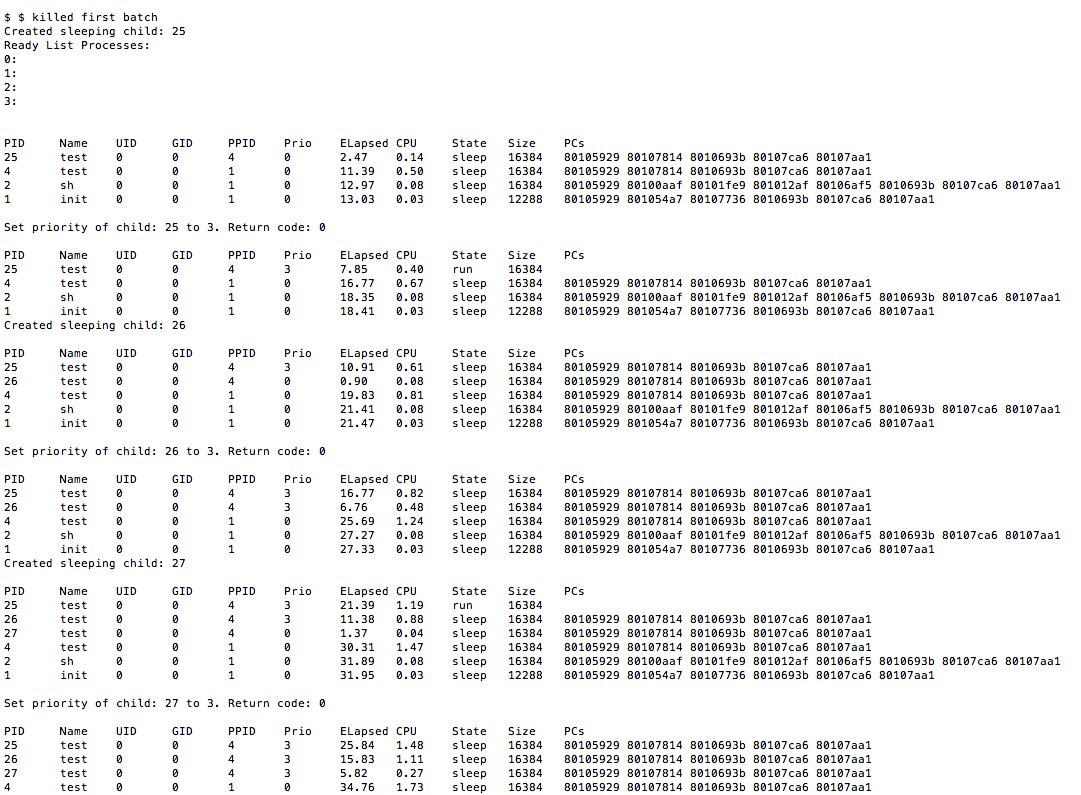 $ $ killed first batch
Created sleeping child: 25
Ready List Processes:
0:
1:
2:
3:
PID Name UID GID PPID Prio ELapsed CPU State Size PCs
25 test 0 0 4 0 2.47 0.14 sleep 16384 80105929 80107814 8010693b 80107ca6 80107aa1
4 test 0 0 1 0 11.39 0.50 sleep 16384 80105929 80107814 8010693b 80107ca6 80107aa1
2 sh 0 0 1 0 12.97 0.08 sleep 16384 80105929 80100aaf 80101fe9 801012af 80106af5 8010693b 80107ca6 80107aa1
1 init 0 0 1 0 13.03 0.03 sleep 12288 80105929 801054a7 80107736 8010693b 80107ca6 80107aa1
Set priority of child: 25 to 3. Return code: 0
PID Name UID GID PPID Prio ELapsed CPU State Size PCs
25 test 0 0 4 3 7.85 0.40 run 16384
4 test 0 0 1 0 16.77 0.67 sleep 16384 80105929 80107814 8010693b 80107ca6 80107aa1
2 sh 0 0 1 0 18.35 0.08 sleep 16384 80105929 80100aaf 80101fe9 801012af 80106af5 8010693b 80107ca6 80107aa1
1 init 0 0 1 0 18.41 0.03 sleep 12288 80105929 801054a7 80107736 8010693b 80107ca6 80107aa1
Created sleeping child: 26
PID Name UID GID PPID Prio ELapsed CPU State Size PCs
25 test 0 0 4 3 10.91 0.61 sleep 16384 80105929 80107814 8010693b 80107ca6 80107aa1
26 test 0 0 4 0 0.90 0.08 sleep 16384 80105929 80107814 8010693b 80107ca6 80107aa1
4 test 0 0 1 0 19.83 0.81 sleep 16384 80105929 80107814 8010693b 80107ca6 80107aa1
2 sh 0 0 1 0 21.41 0.08 sleep 16384 80105929 80100aaf 80101fe9 801012af 80106af5 8010693b 80107ca6 80107aa1
1 init 0 0 1 0 21.47 0.03 sleep 12288 80105929 801054a7 80107736 8010693b 80107ca6 80107aa1
Set priority of child: 26 to 3. Return code: 0
PID Name UID GID PPID Prio ELapsed CPU State Size PCs
25 test 0 0 4 3 16.77 0.82 sleep 16384 80105929 80107814 8010693b 80107ca6 80107aa1
26 test 0 0 4 3 6.76 0.48 sleep 16384 80105929 80107814 8010693b 80107ca6 80107aa1
4 test 0 0 1 0 25.69 1.24 sleep 16384 80105929 80107814 8010693b 80107ca6 80107aa1
2 sh 0 0 1 0 27.27 0.08 sleep 16384 80105929 80100aaf 80101fe9 801012af 80106af5 8010693b 80107ca6 80107aa1
1 init 0 0 1 0 27.33 0.03 sleep 12288 80105929 801054a7 80107736 8010693b 80107ca6 80107aa1
Created sleeping child: 27
PID Name UID GID PPID Prio ELapsed CPU State Size PCs
25 test 0 0 4 3 21.39 1.19 run 16384
26 test 0 0 4 3 11.38 0.88 sleep 16384 80105929 80107814 8010693b 80107ca6 80107aa1
27 test 0 0 4 0 1.37 0.04 sleep 16384 80105929 80107814 8010693b 80107ca6 80107aa1
4 test 0 0 1 0 30.31 1.47 sleep 16384 80105929 80107814 8010693b 80107ca6 80107aa1
2 sh 0 0 1 0 31.89 0.08 sleep 16384 80105929 80100aaf 80101fe9 801012af 80106af5 8010693b 80107ca6 80107aa1
1 init 0 0 1 0 31.95 0.03 sleep 12288 80105929 801054a7 80107736 8010693b 80107ca6 80107aa1
Set priority of child: 27 to 3. Return code: 0
PID Name UID GID PPID Prio ELapsed CPU State Size PCs
25 test 0 0 4 3 25.84 1.48 sleep 16384 80105929 80107814 8010693b 80107ca6 80107aa1
26 test 0 0 4 3 15.83 1.11 sleep 16384 80105929 80107814 8010693b 80107ca6 80107aa1
27 test 0 0 4 3 5.82 0.27 sleep 16384 80105929 80107814 8010693b 80107ca6 80107aa1
4 test 0 0 1 0 34.76 1.73 sleep 16384 80105929 80107814 8010693b 80107ca6 80107aa1